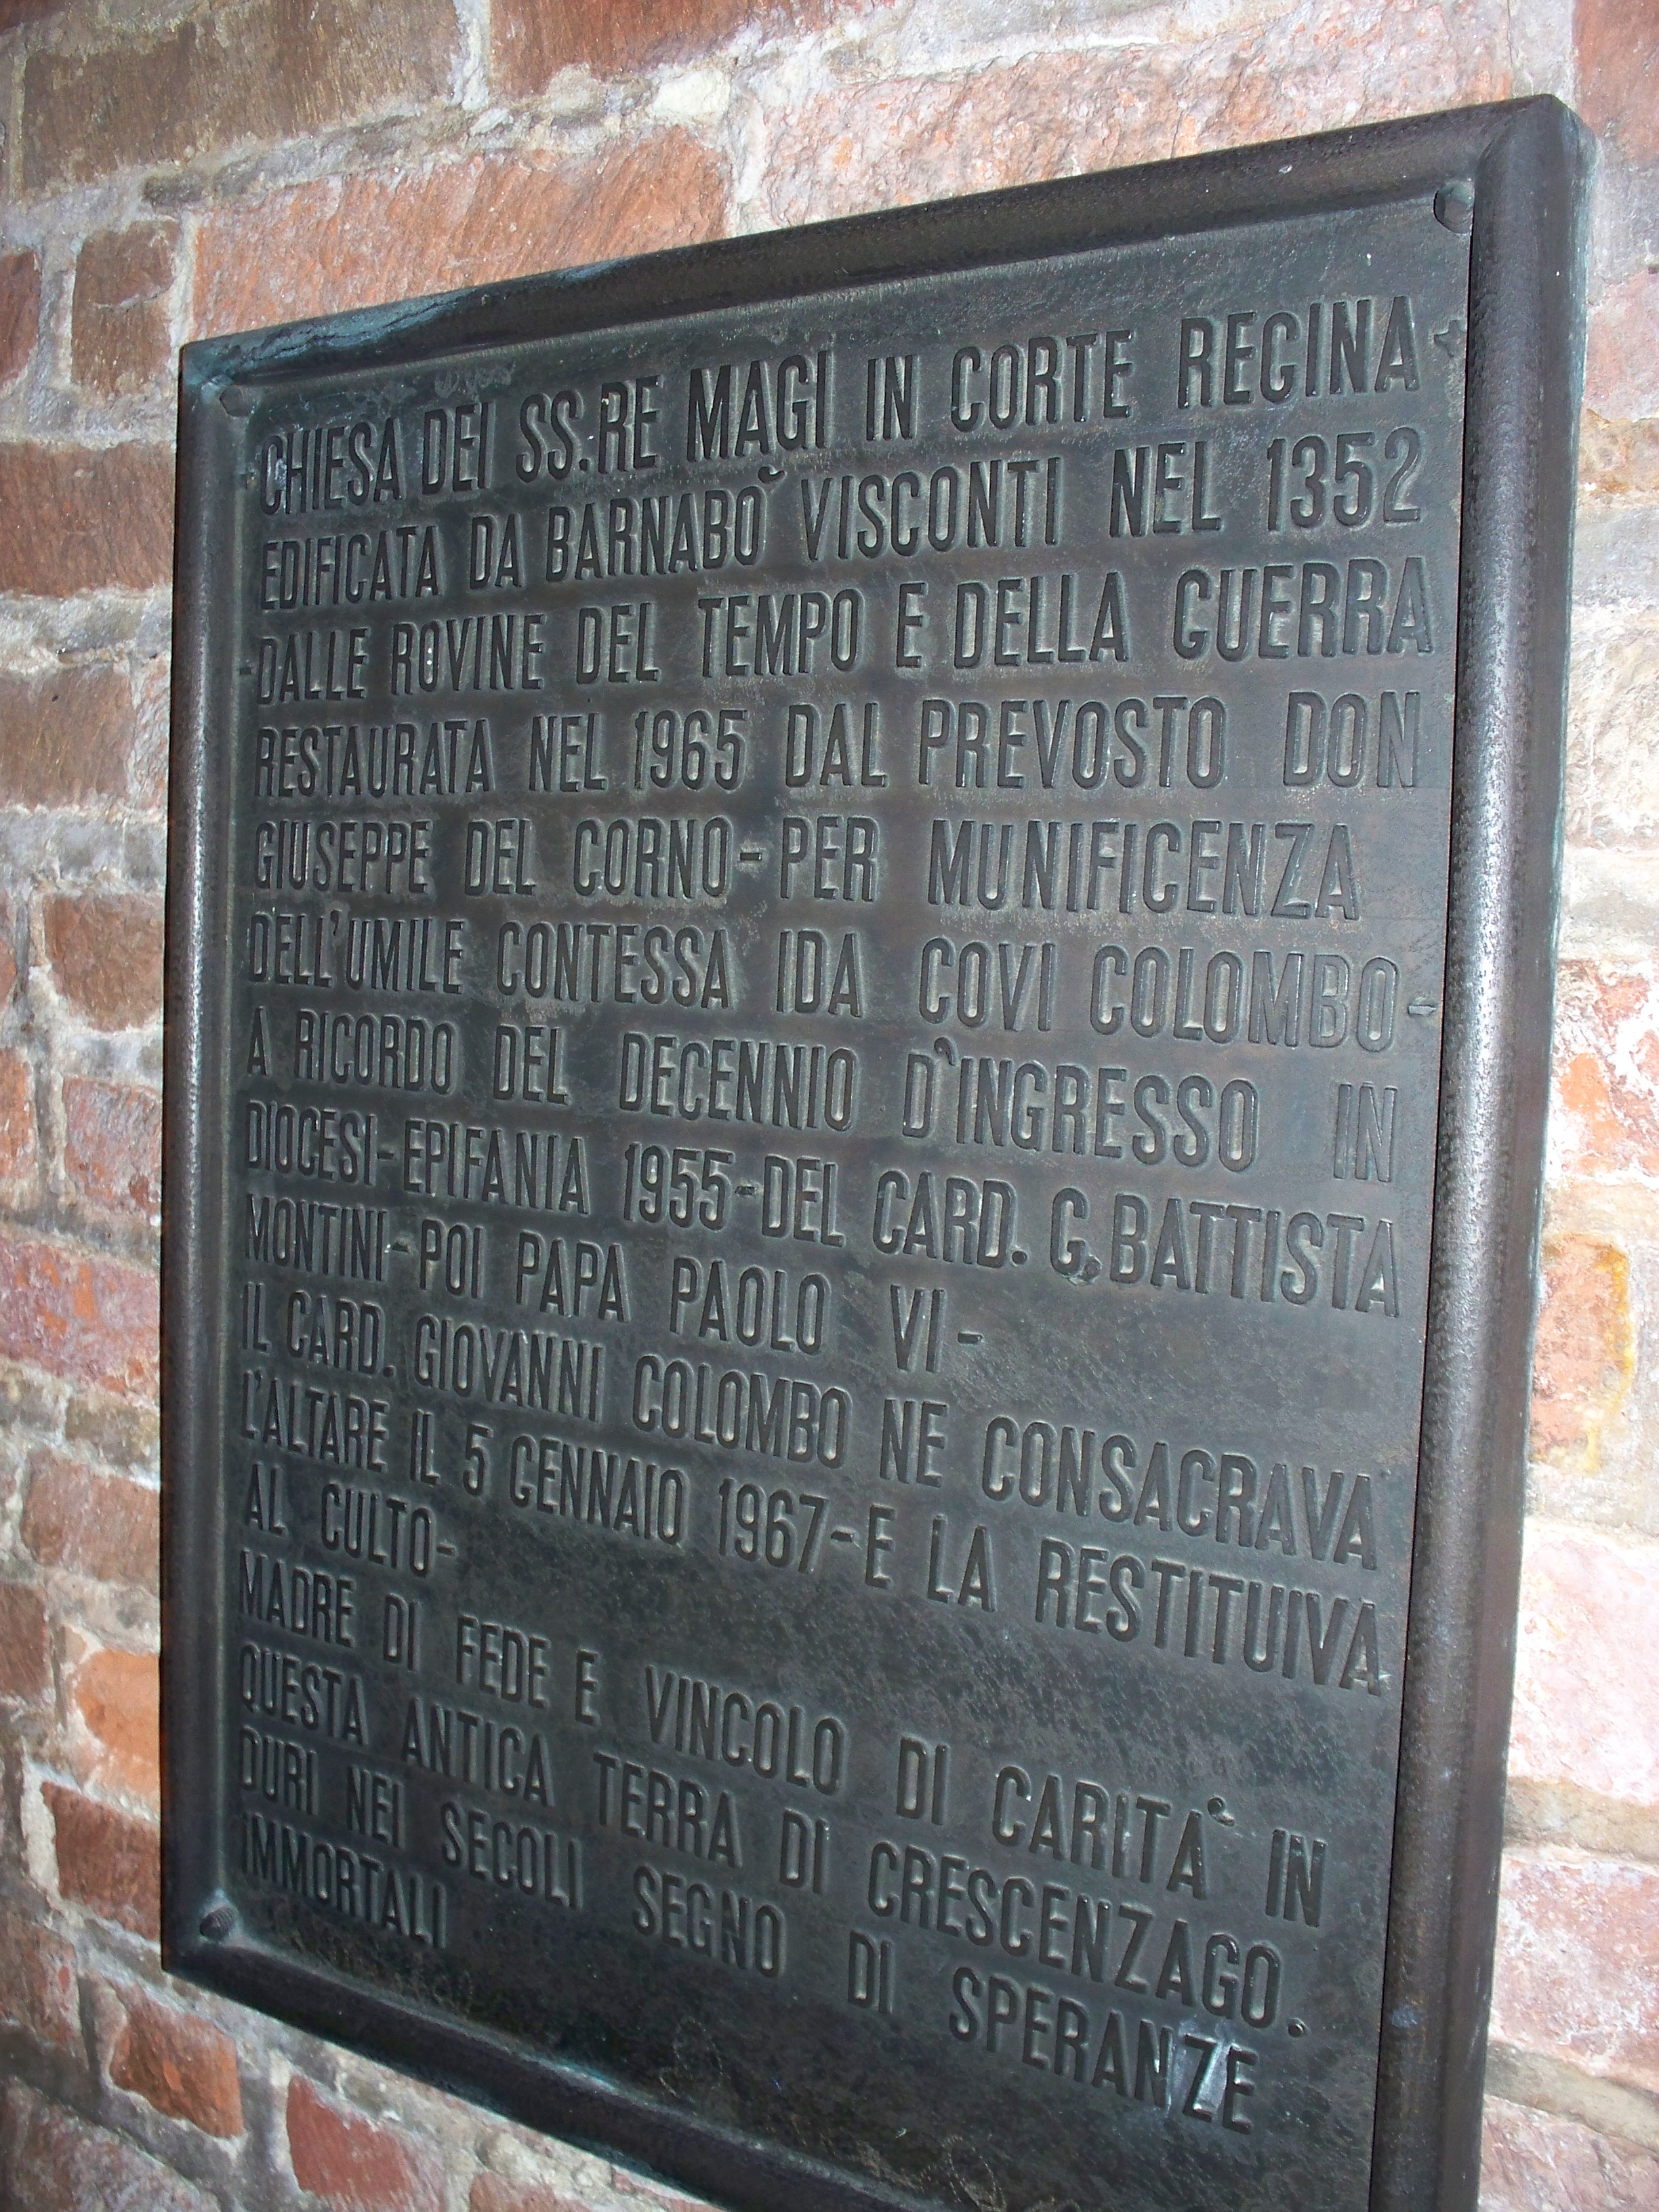 CHIESA DEI SS.RE MAGI IN CORTE REGINA
EDIFICATA DA BARNABO` VISCONTI NEL 1352
DALLE ROVINE DEL TEMPO E DELLA GUERRA
RESTAURATA NEL 1965 DAL PREVOSTO DON
GIUSEPPE DEL CORNO-PER MUNIFICENZA
DELL'UMILE CONTESSA IDA COVI COLOMBO-
A RICORDO DEL DECENNIO D'INGRESSO IN
DIOCESI-EPIFANIA 1955-DEL CARD. G.BATTISTA
MONTINI-POI PAPA PAOLO VI-
IL CARD. GIOVANNI COLOMBO NE CONSACRAVA
L'ALTARE IL 5 GENNAIO 1967-E LA RESTITUIVA
AL CULTO-
MADRE DI FEDE E VINCOLO DI CARITA` IN
QUESTA ANTICA TERRA DI CRESCENZAGO.
DURI NEI SECOLI SEGNO DI SPERANZE
IMMORTALI